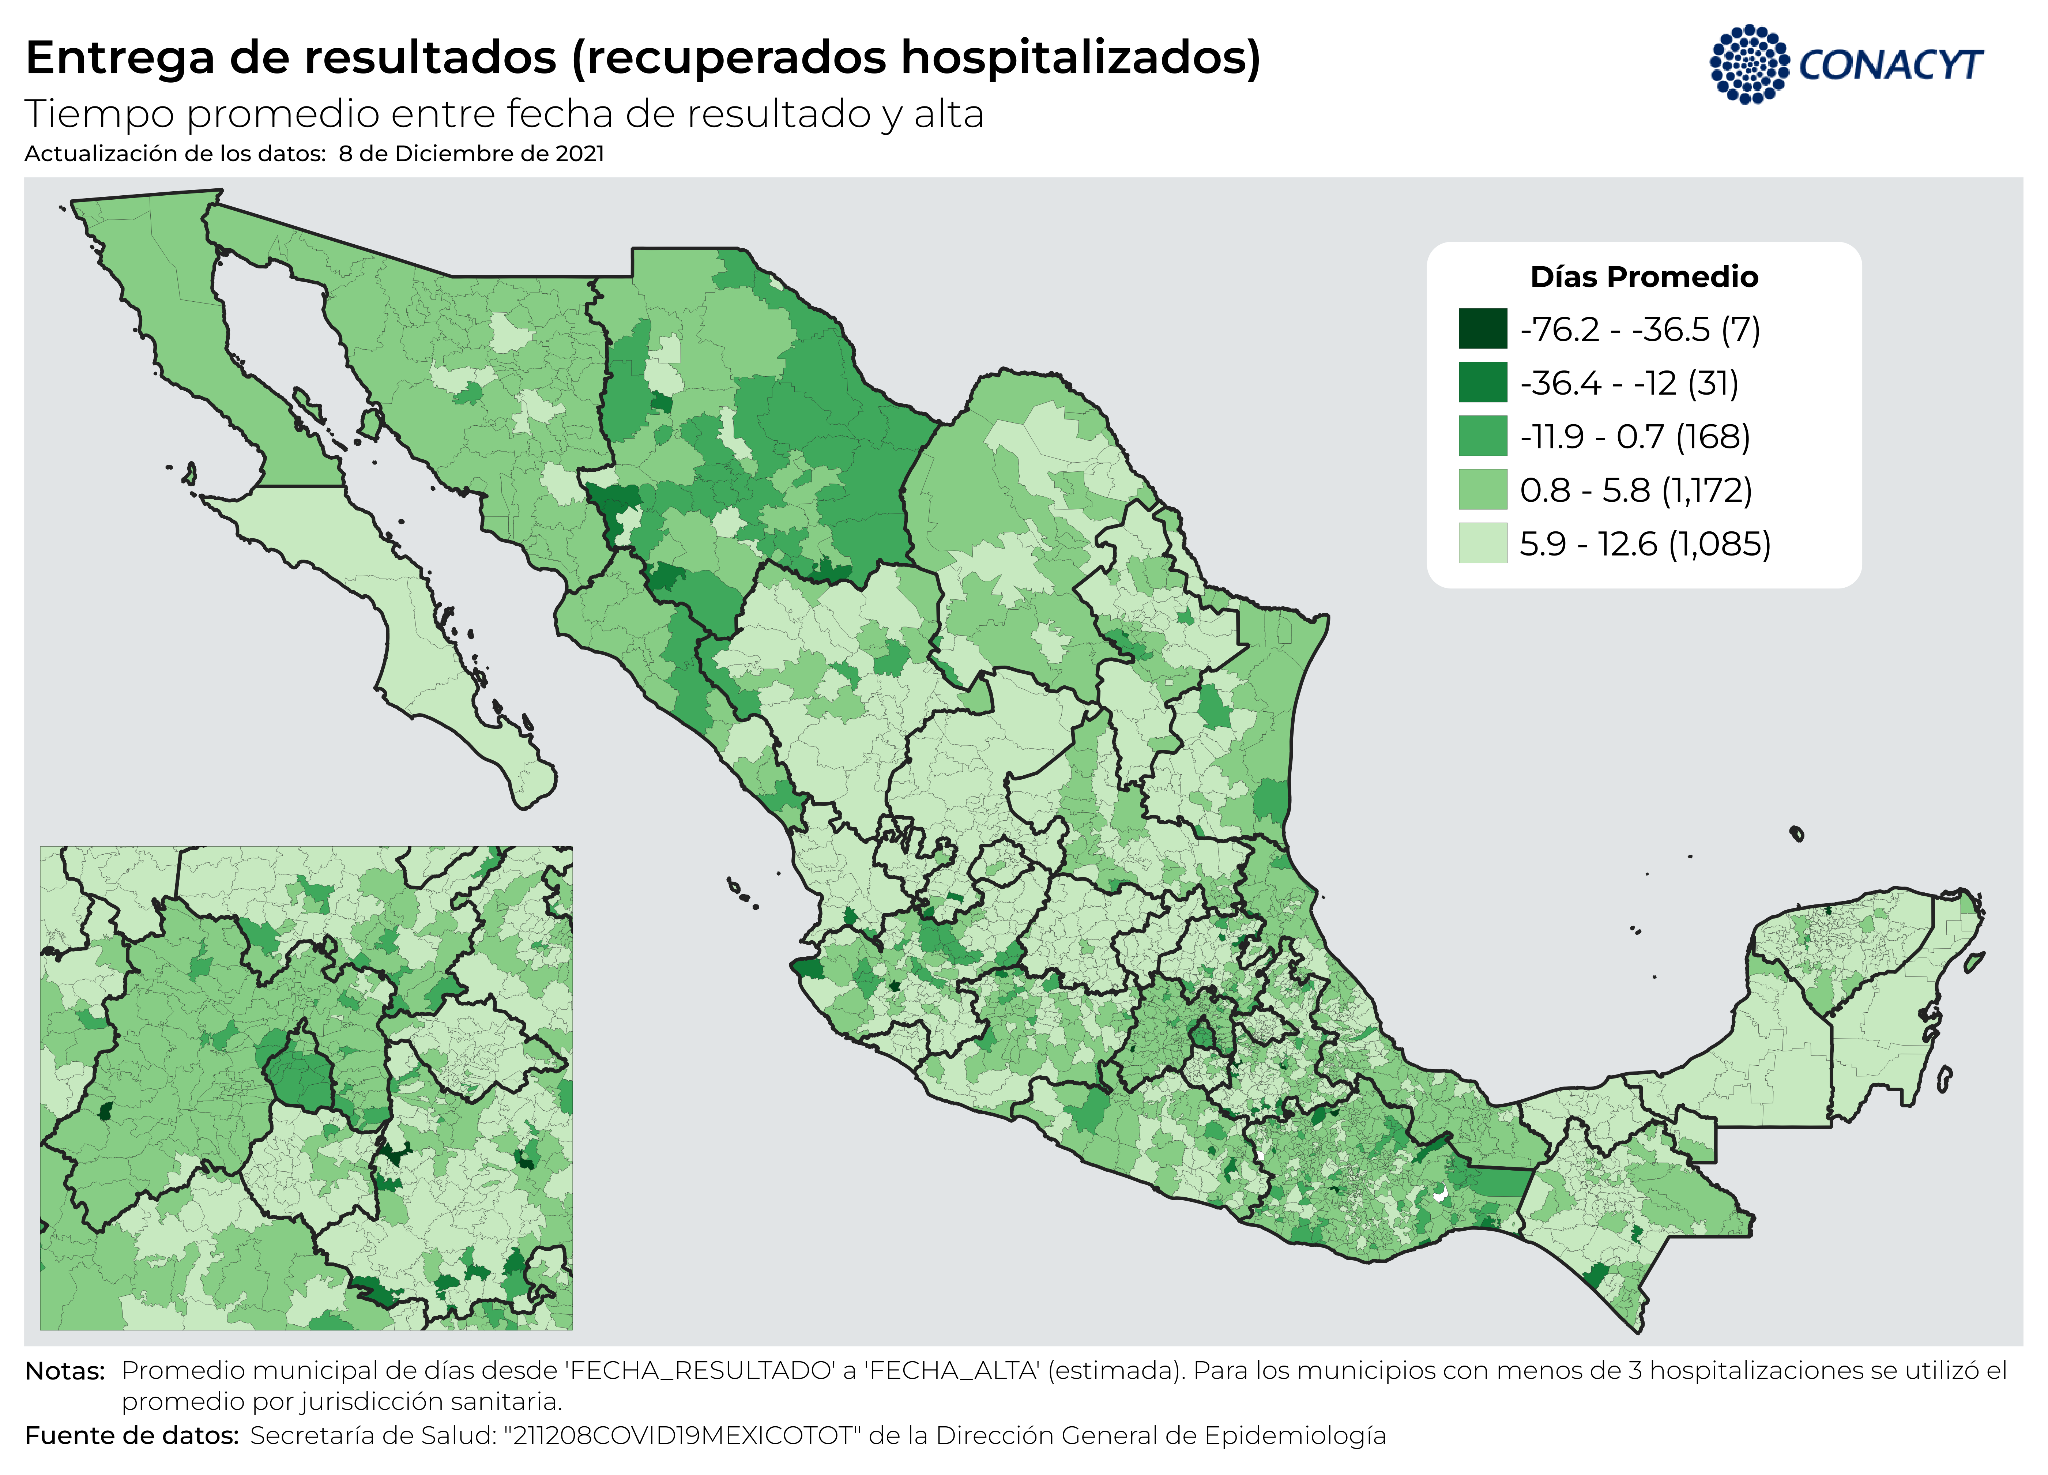 Entrega de resultados (recuperados hospitalizados)
CONACYT
Tiempo promedio entre fecha de resultado y alta
Actualización de los datos: 8 de Diciembre de 2021
Días Promedio
-76.2 - -36.5 (7)
-36.4 - -12 (31)
-11.9 - 0.7 (168)
0.8 - 5.8 (1,172)
5.9 - 12.6 (1,085)
Notas: Promedio municipal de días desde 'FECHA_RESULTADO' a 'FECHA_ALTA' (estimada). Para los municipios con menos de 3 hospitalizaciones se utilizó el
promedio por jurisdicción sanitaria.
Fuente de datos: Secretaría de Salud: "211208COVID19MEXICOTOT" de la Dirección General de Epidemiología